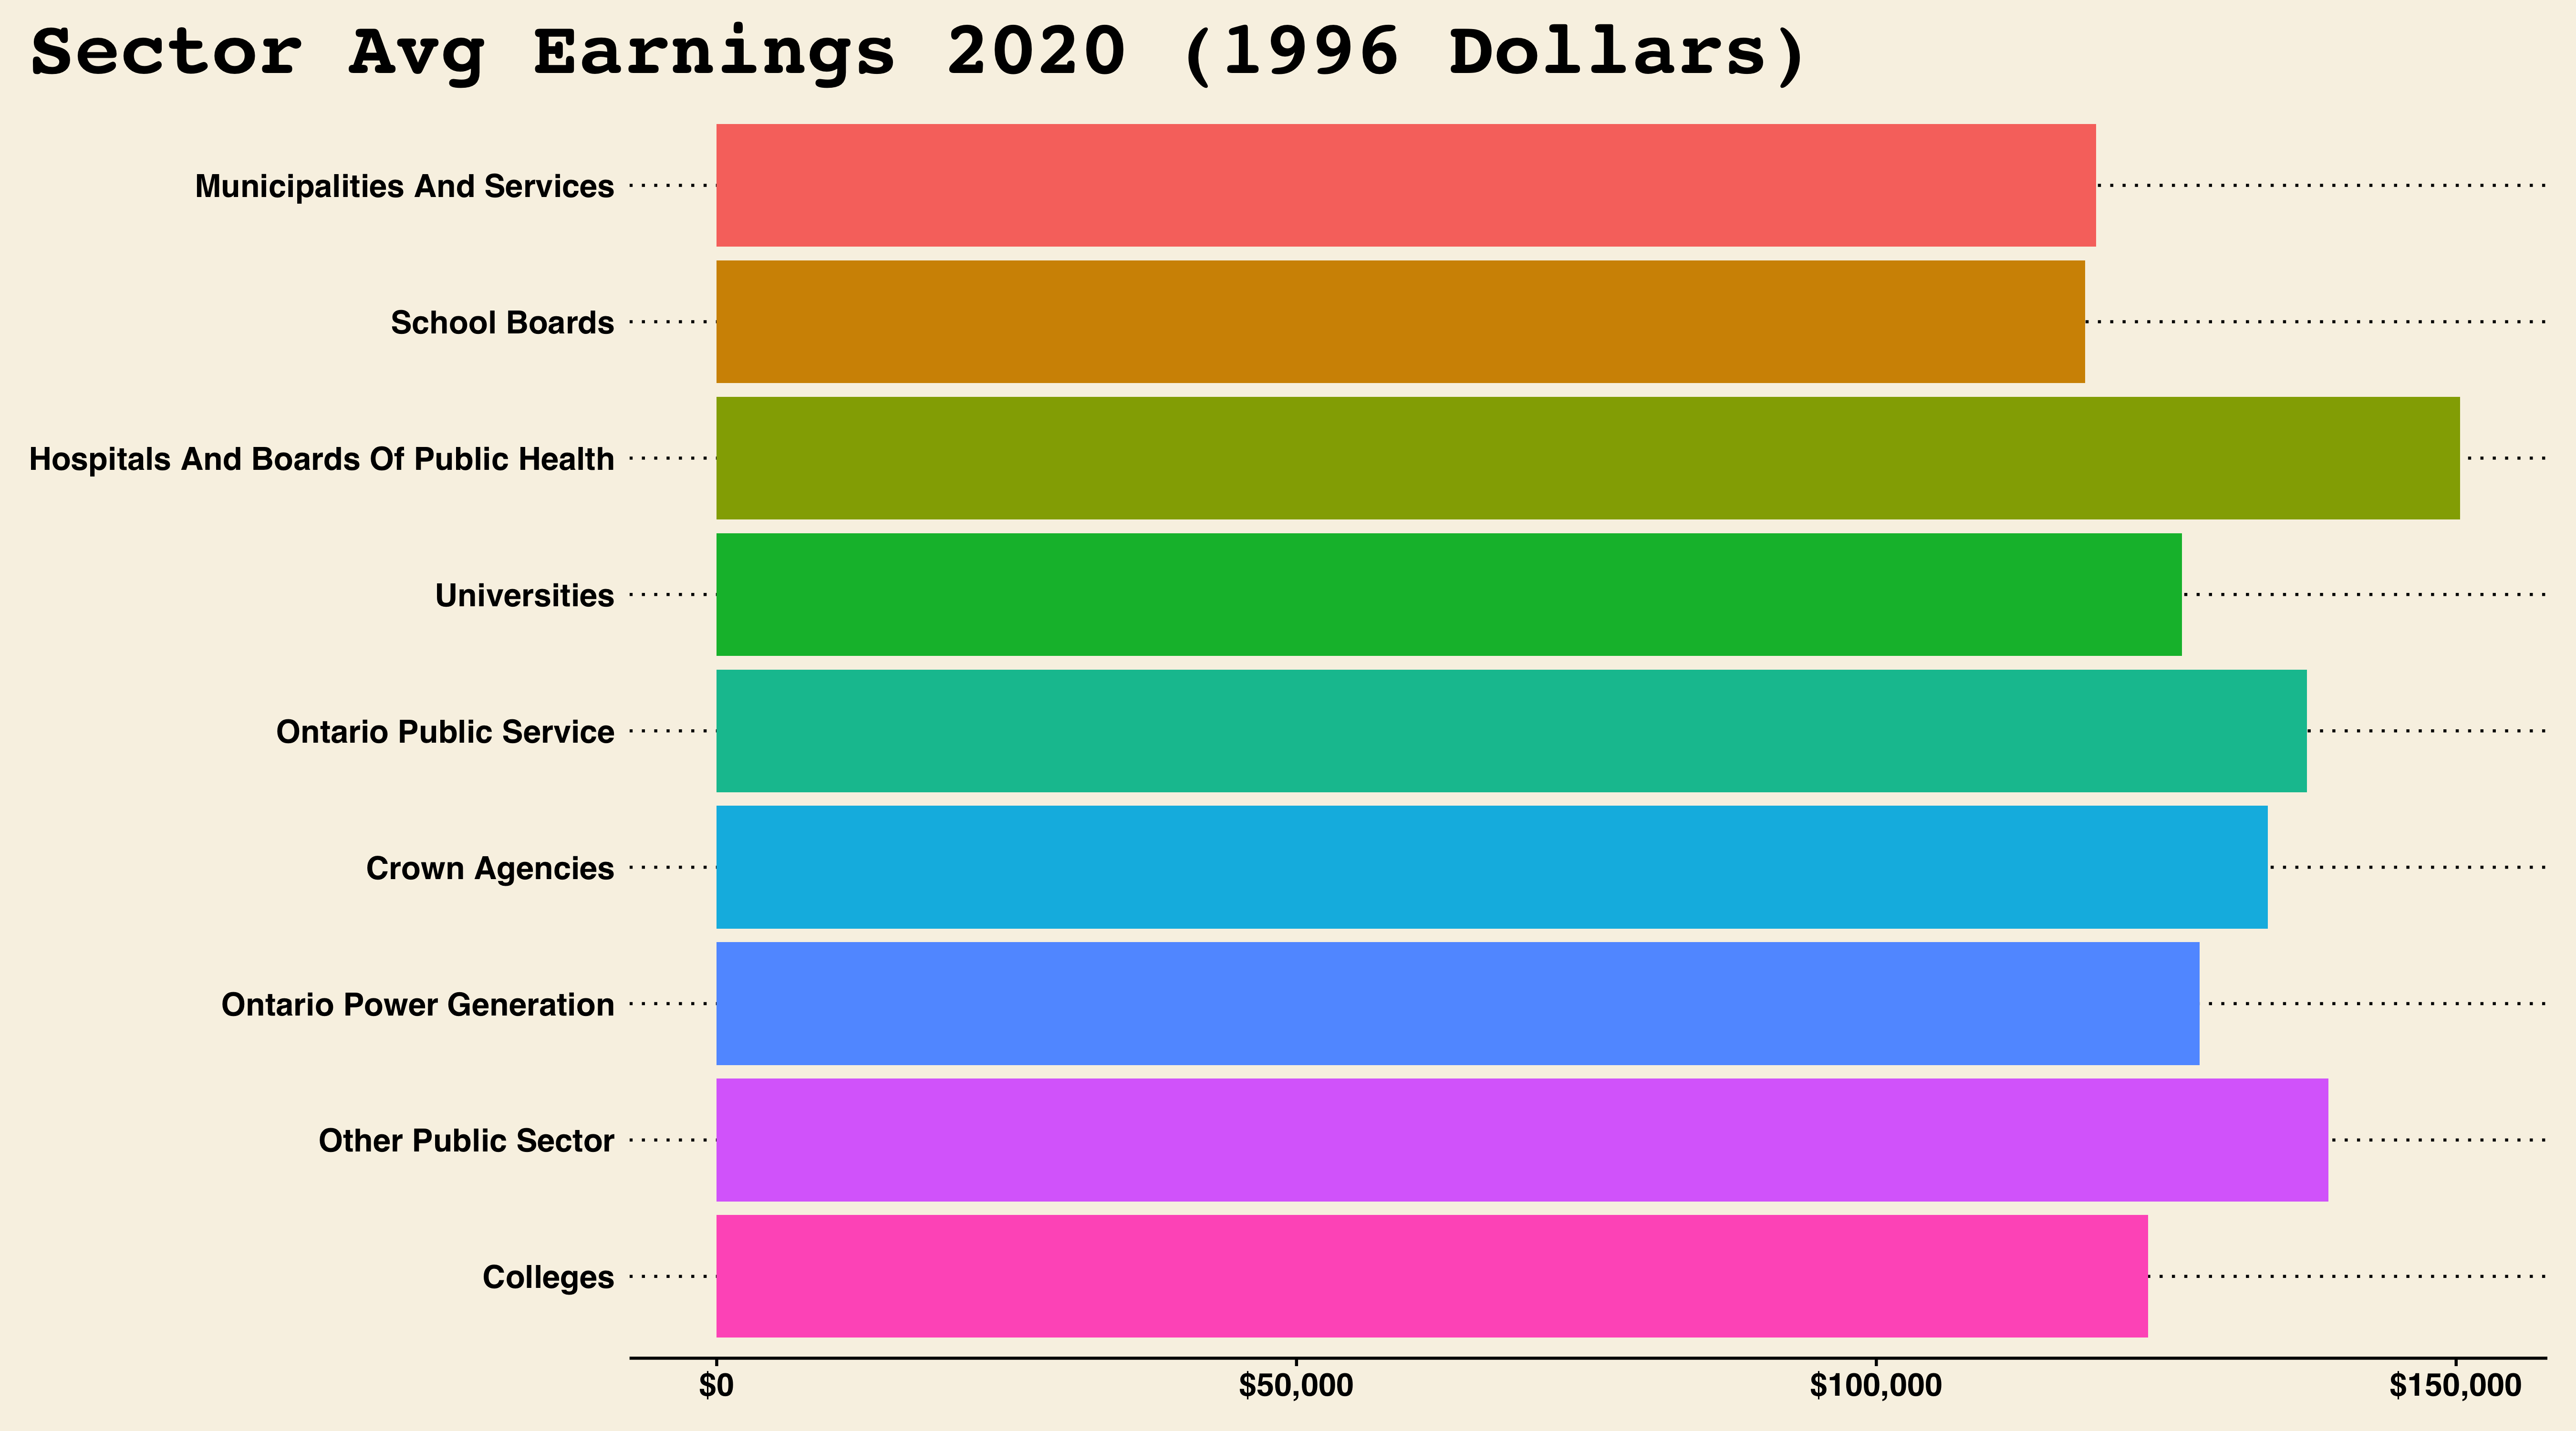 Sector Avg Earnings 2020 (1996 Dollars)
Municipalities And Services
School Boards
Hospitals And Boards Of Public Health
Universities
Ontario Public Service
Crown Agencies
Ontario Power Generation
Other Public Sector
Colleges
$0 $50,000 $100,000 $150,000